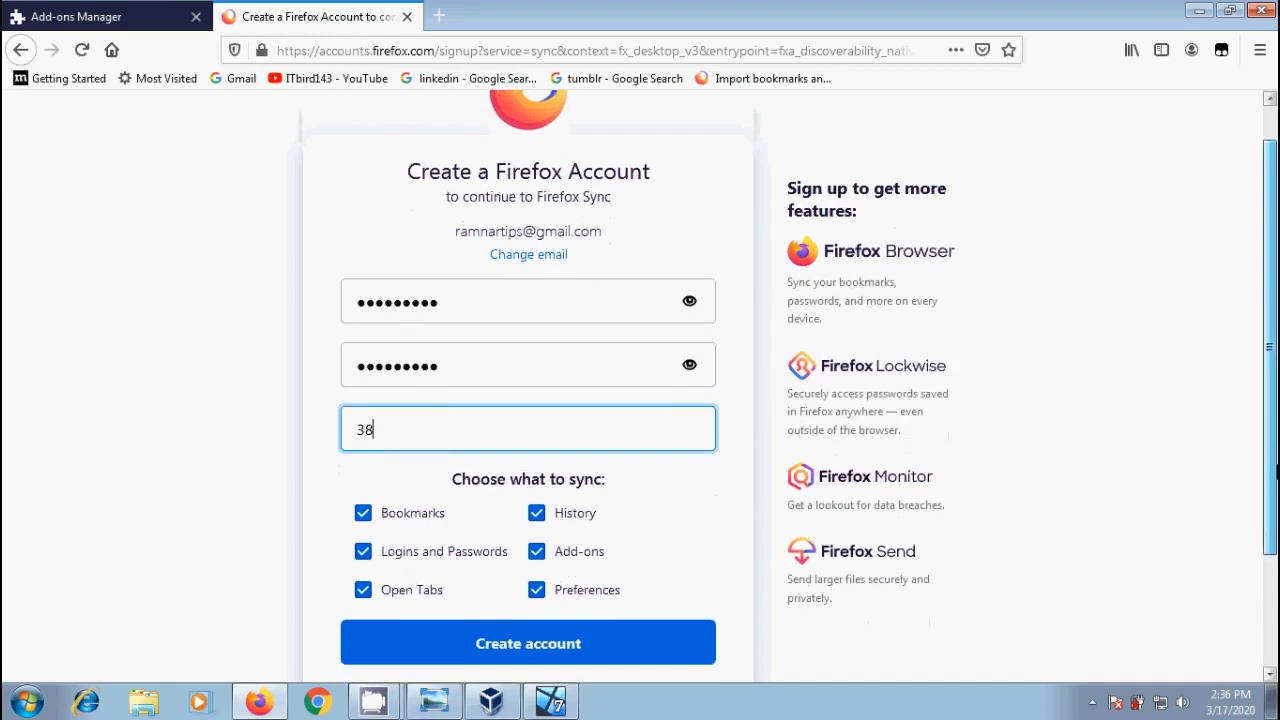 Add-ons Manager
Create a Firefox Account to con
https://accounts.firefox.com/signup?service=sync&context=fx_desktop_v3&entrypoint=fxa_discoverability_nati
Getting Started
Most Visited
Gmail
ITbird143 - YouTube
linkedin - Google Sear...
tumblr - Google Search
Import bookmarks an...
Create a Firefox Account
to continue to Firefox Sync
ramnartips@gmail.com
Change email
●●●●●●●●●
●●●●●●●●●
38
Choose what to sync:
Bookmarks
History
Logins and Passwords
Add-ons
Open Tabs
Preferences
Create account
Sign up to get more
features:
Firefox Browser
Sync your bookmarks,
passwords, and more on every
device.
Firefox Lockwise
Securely access passwords saved
in Firefox anywhere — even
outside of the browser.
Firefox Monitor
Get a lookout for data breaches.
Firefox Send
Send larger files securely and
privately.
2:36 PM
3/17/2020